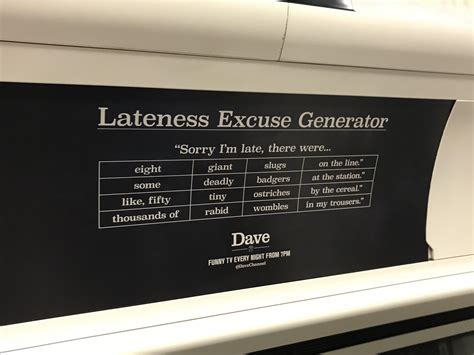 Lateness Excuse Generator
“Sorry I’m late, there were...
eight giant slugs on the line.”
some deadly badgers at the station.”
like, fifty tiny ostriches by the cereal.”
thousands of rabid wombles in my trousers.”
Dave
FUNNY TV EVERY NIGHT FROM 7PM
@DaveChannel